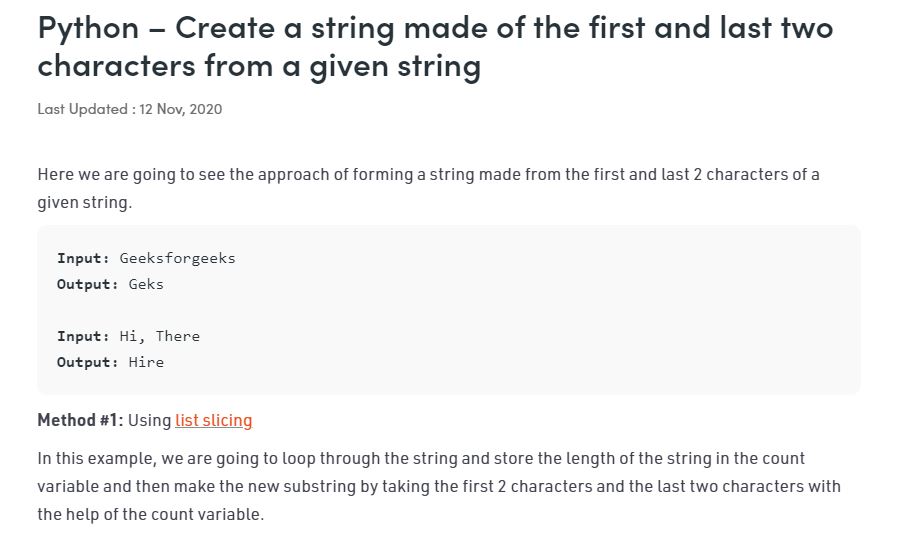 Python – Create a string made of the first and last two
characters from a given string
Last Updated : 12 Nov, 2020
Here we are going to see the approach of forming a string made from the first and last 2 characters of a
given string.
Input: Geeksforgeeks
Output: Geks
Input: Hi, There
Output: Hire
Method #1: Using list slicing
In this example, we are going to loop through the string and store the length of the string in the count
variable and then make the new substring by taking the first 2 characters and the last two characters with
the help of the count variable.